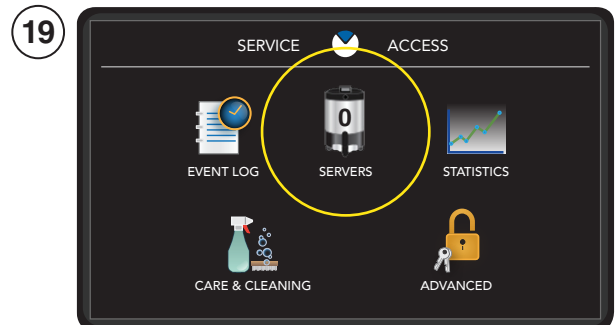 19
SERVICE ACCESS
0
EVENT LOG SERVERS STATISTICS
CARE & CLEANING ADVANCED